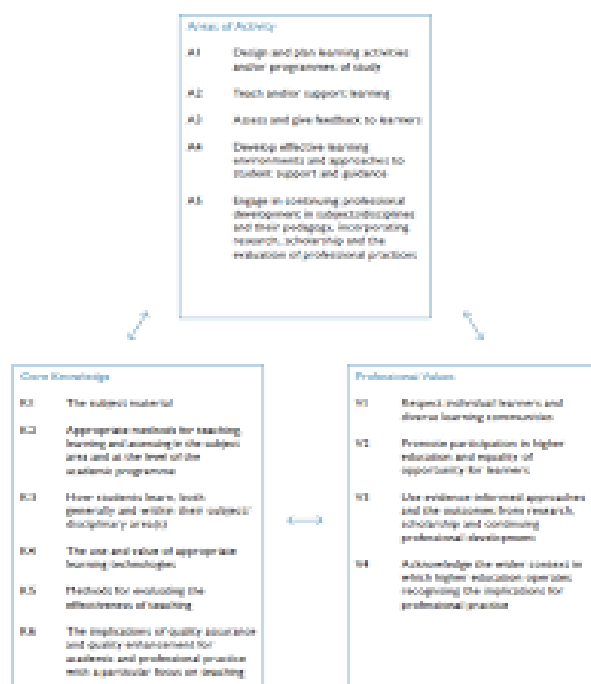 Areas of Activity
A1 Design and plan learning activities
and/or programmes of study
A2 Teach and/or support learning
A3 Assess and give feedback to learners
A4 Develop effective learning
environments and approaches to
student support and guidance
A5 Engage in continuing professional
development in subjects/disciplines
and their pedagogy, incorporating
research, scholarship and the
evaluation of professional practices
Core Knowledge
K1 The subject material
K2 Appropriate methods for teaching,
learning and assessing in the subject
area and at the level of the
academic programme
K3 How students learn, both
generally and within their subject/
disciplinary area(s)
K4 The use and value of appropriate
learning technologies
K5 Methods for evaluating the
effectiveness of teaching
K6 The implications of quality assurance
and quality enhancement for
academic and professional practice
with a particular focus on teaching
Professional Values
V1 Respect individual learners and
diverse learning communities
V2 Promote participation in higher
education and equality of
opportunity for learners
V3 Use evidence-informed approaches
and the outcomes from research,
scholarship and continuing
professional development
V4 Acknowledge the wider context in
which higher education operates
recognising the implications for
professional practice